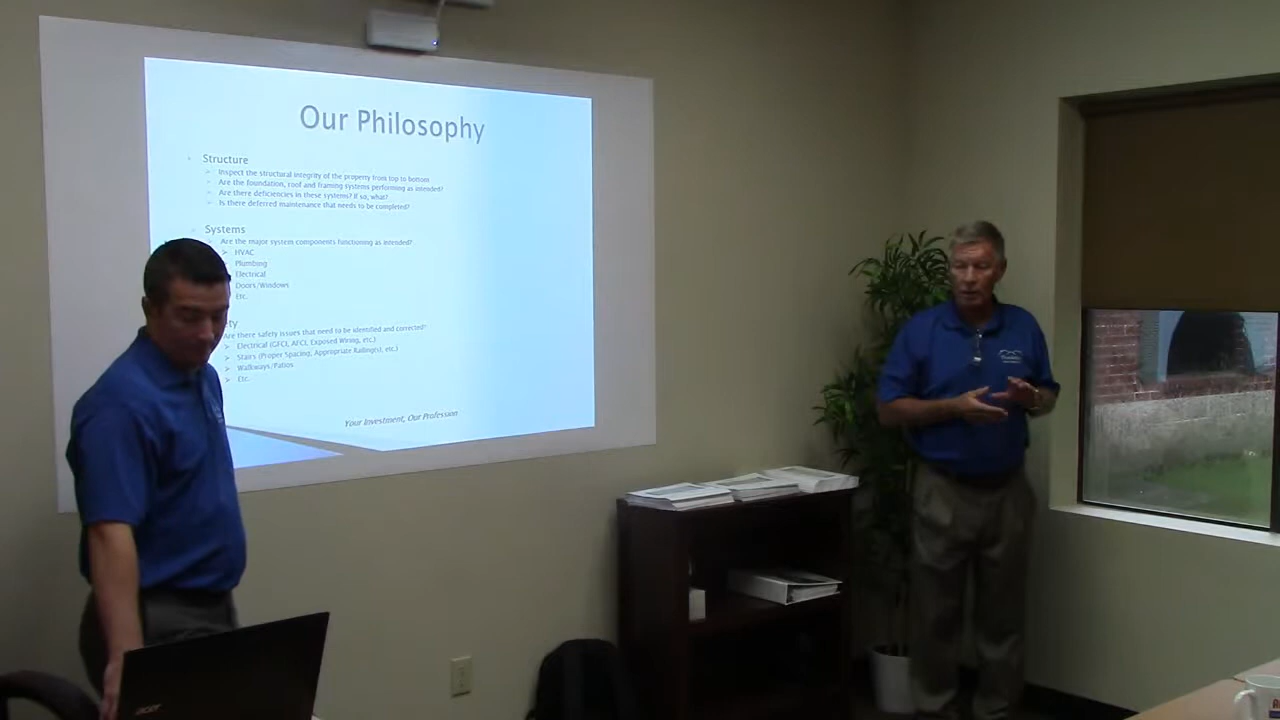 Our Philosophy
Structure
Inspect the structural integrity of the property from top to bottom
Are the foundation, roof and framing systems performing as intended?
Are there deficiencies in these systems? If so, what?
Is there deferred maintenance that needs to be completed?
Systems
Are the major system components functioning as intended?
HVAC
Plumbing
Electrical
Doors/Windows
Etc.
ety
Are there safety issues that need to be identified and corrected?
Electrical (GFCI, AFCI, Exposed Wiring, etc.)
Stairs (Proper Spacing, Appropriate Railing(s), etc.)
Walkways/Patios
Etc.
Your Investment, Our Profession
acer